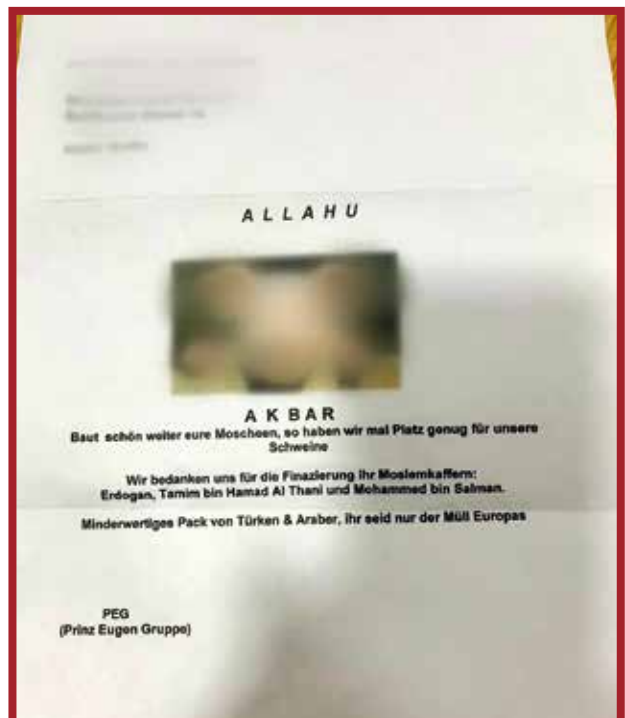 ALLAHU
AKBAR
Baut schön weiter eure Moscheen, so haben wir mal Platz genug für unsere
Schweine
Wir bedanken uns für die Finazierung ihr Moslemkaffern:
Erdogan, Tamim bin Hamad Al Thani und Mohammed bin Salman.
Minderwertiges Pack von Türken & Araber, ihr seid nur der Müll Europas
PEG
(Prinz Eugen Gruppe)